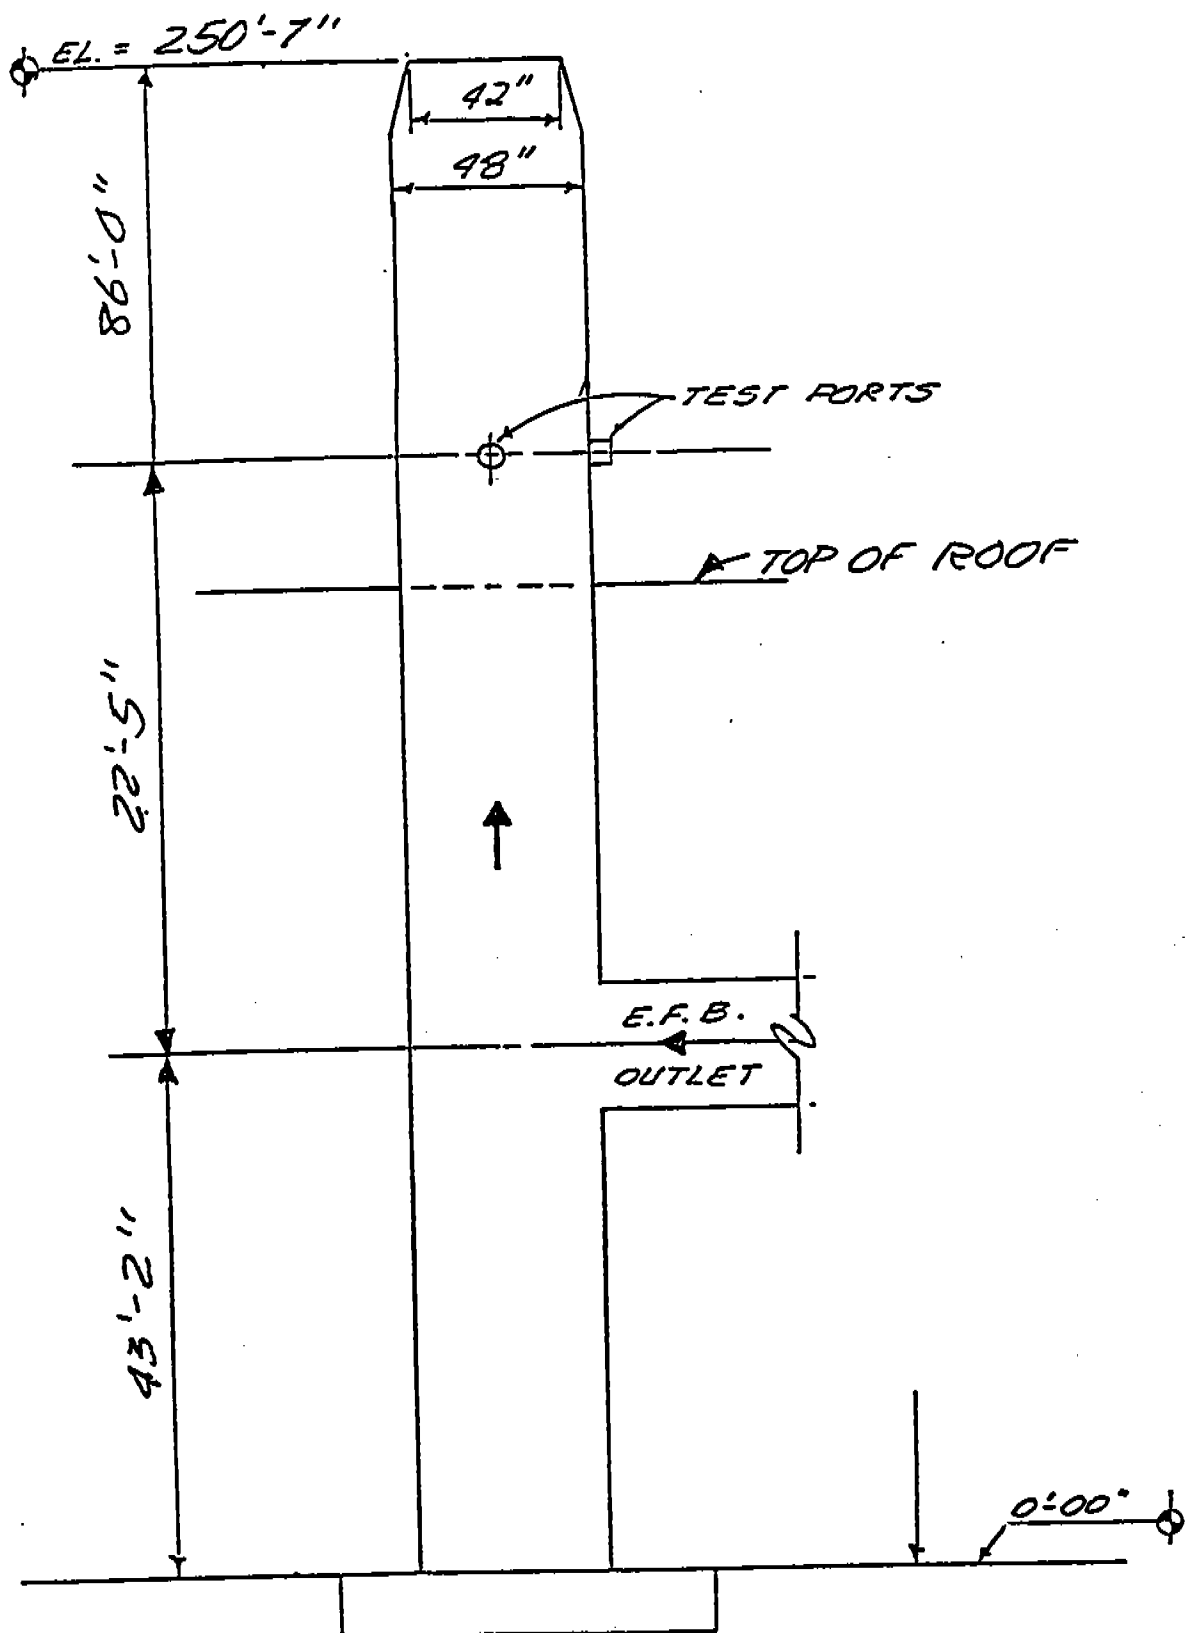 EL. = 250'-7"
42"
48"
86'-0"
TEST PORTS
TOP OF ROOF
22'-5"
E.F.B.
OUTLET
43'-2"
0'-00"